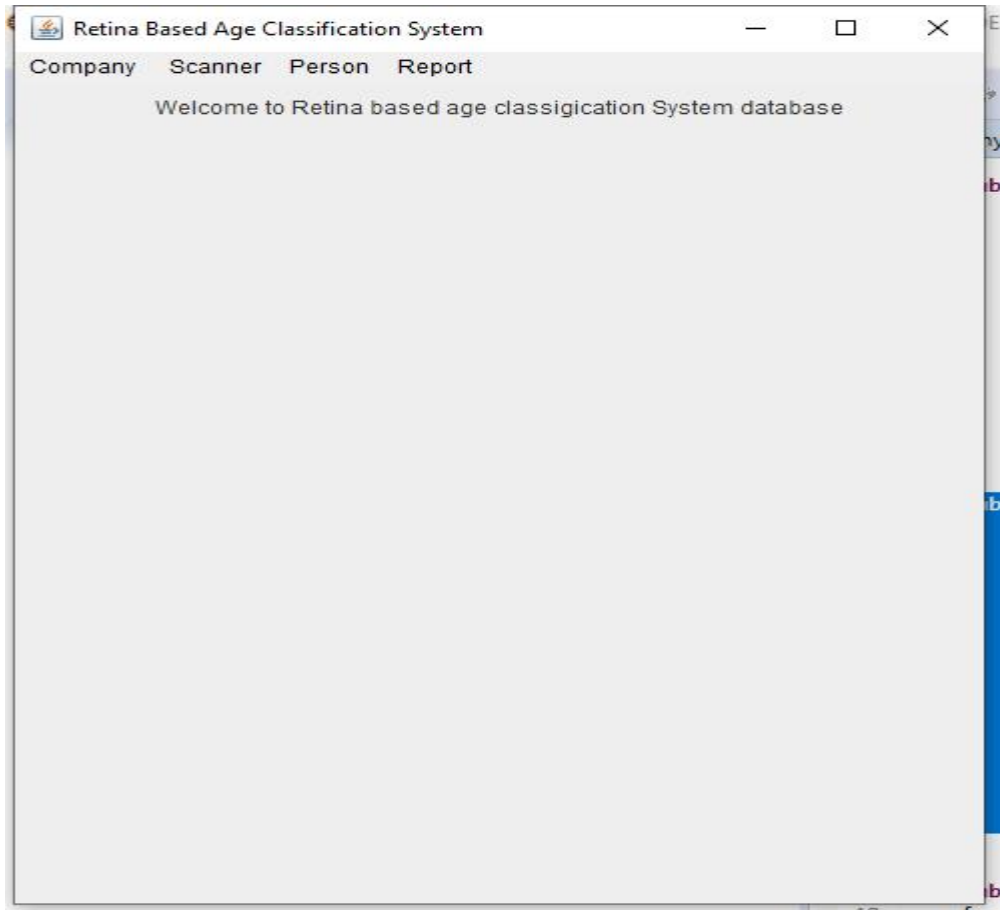 Retina Based Age Classification System
Company Scanner Person Report
Welcome to Retina based age classigication System database